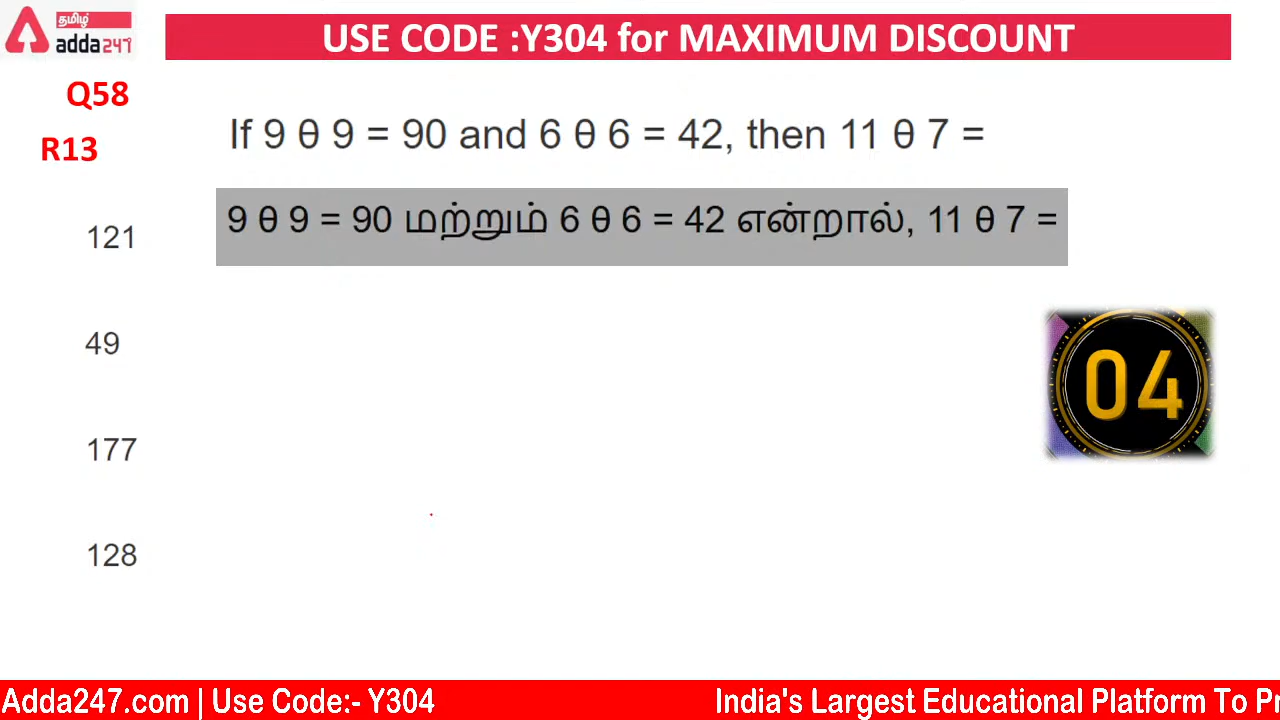 தமிழ்
adda247
USE CODE :Y304 for MAXIMUM DISCOUNT
Q58
R13
If 9 θ 9 = 90 and 6 θ 6 = 42, then 11 θ 7 =
9 θ 9 = 90 மற்றும் 6 θ 6 = 42 என்றால், 11 θ 7 =
121
49
177
128
04
Adda247.com | Use Code:- Y304
India's Largest Educational Platform To Pr